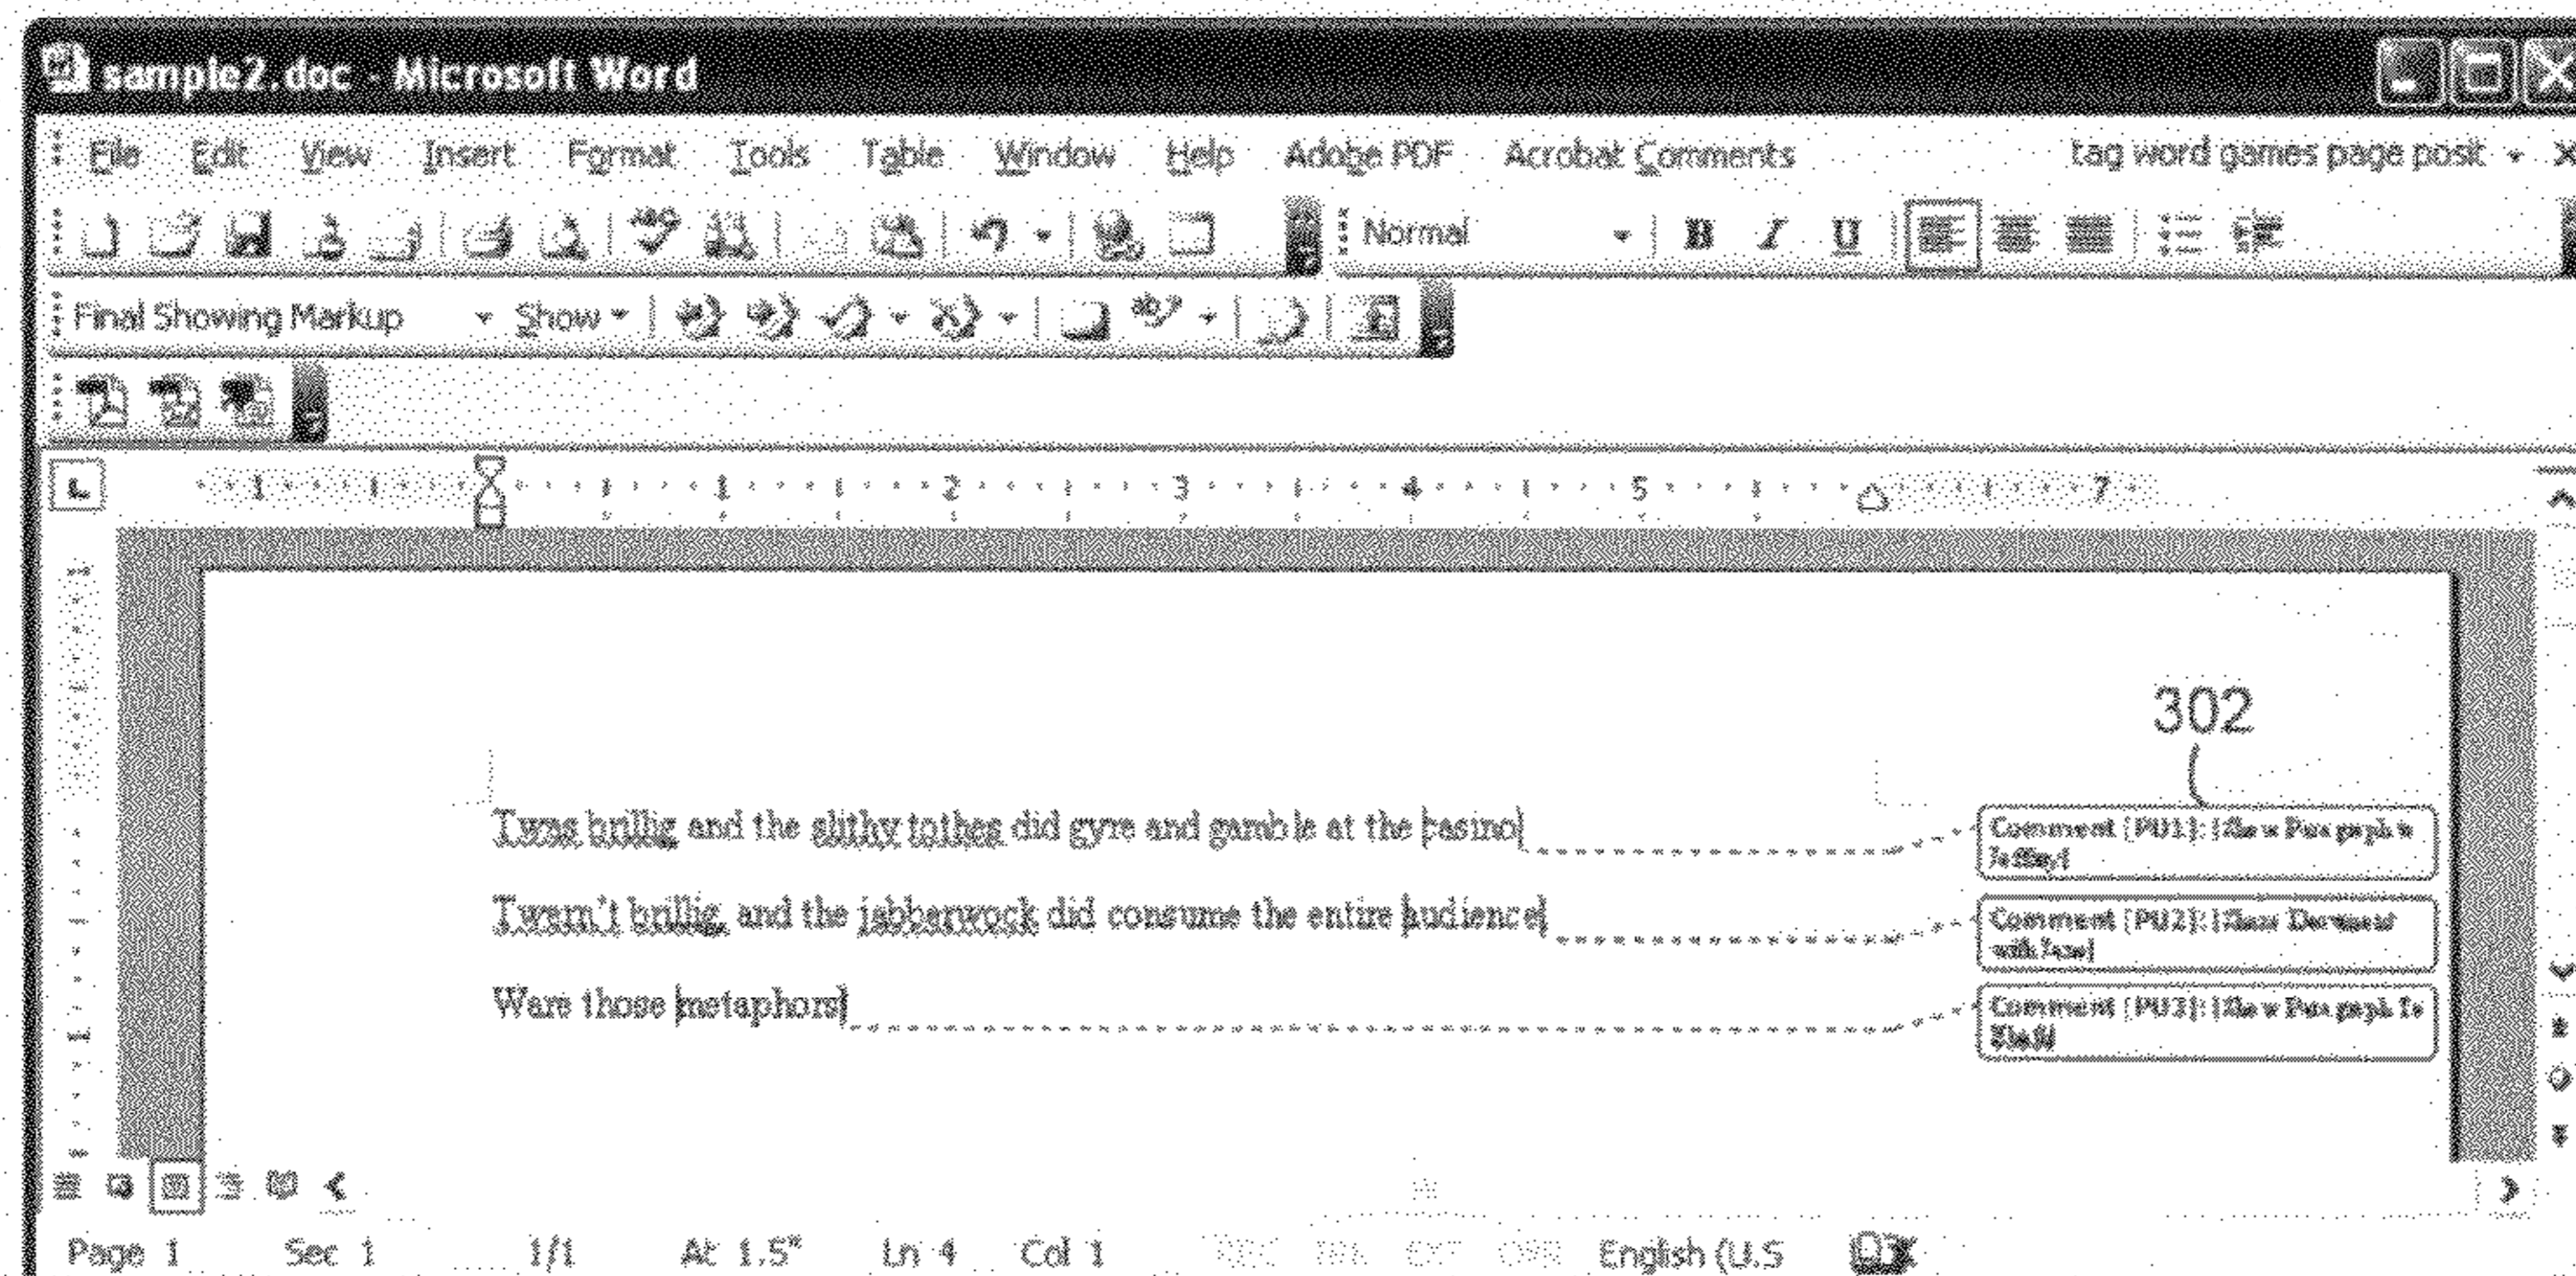 sample2.doc - Microsoft Word
File Edit View Insert Format Tools Table Window Help Adobe PDF Acrobat Comments tag word games page posit
Normal B I U
Final Showing Markup Show
1 1 2 3 4 5 7
302
Twas brillig and the slithy tothes did gyre and gamble at the casino
Comment [PU1]:
Twarn't brillig, and the jabberwock did consume the entire audience
Comment [PU2]:
Ware those metaphors
Comment [PU3]:
Page 1 Sec 1 1/1 At 1.5" Ln 4 Col 1 English (U.S